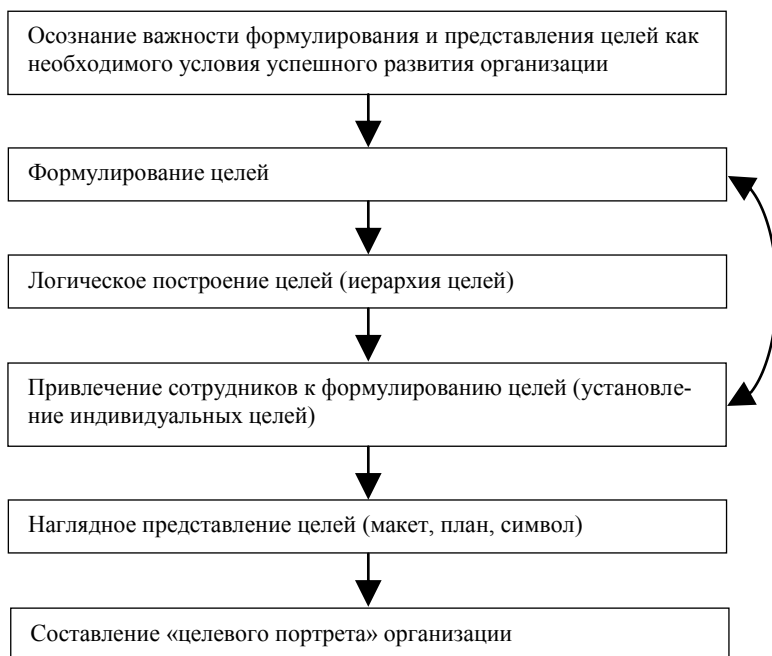 Осознание важности формулирования и представления целей как
необходимого условия успешного развития организации
Формулирование целей
Логическое построение целей (иерархия целей)
Привлечение сотрудников к формулированию целей (установле-
ние индивидуальных целей)
Наглядное представление целей (макет, план, символ)
Составление «целевого портрета» организации